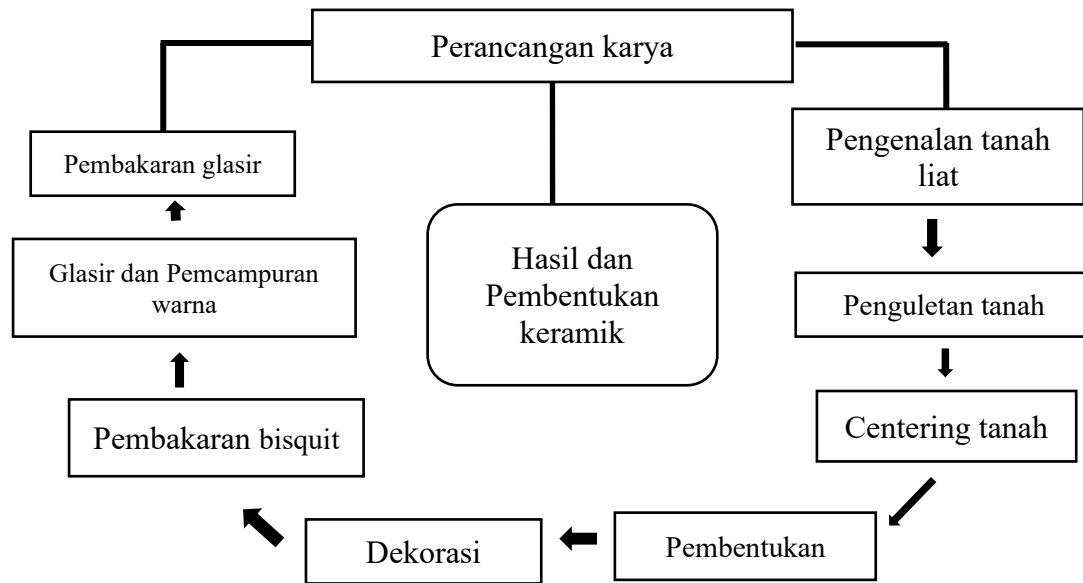 Perancangan karya
Pengenalan tanah
liat
Penguletan tanah
Centering tanah
Pembentukan
Dekorasi
Pembakaran bisquit
Glasir dan Pemcampuran
warna
Pembakaran glasir
Hasil dan
Pembentukan
keramik